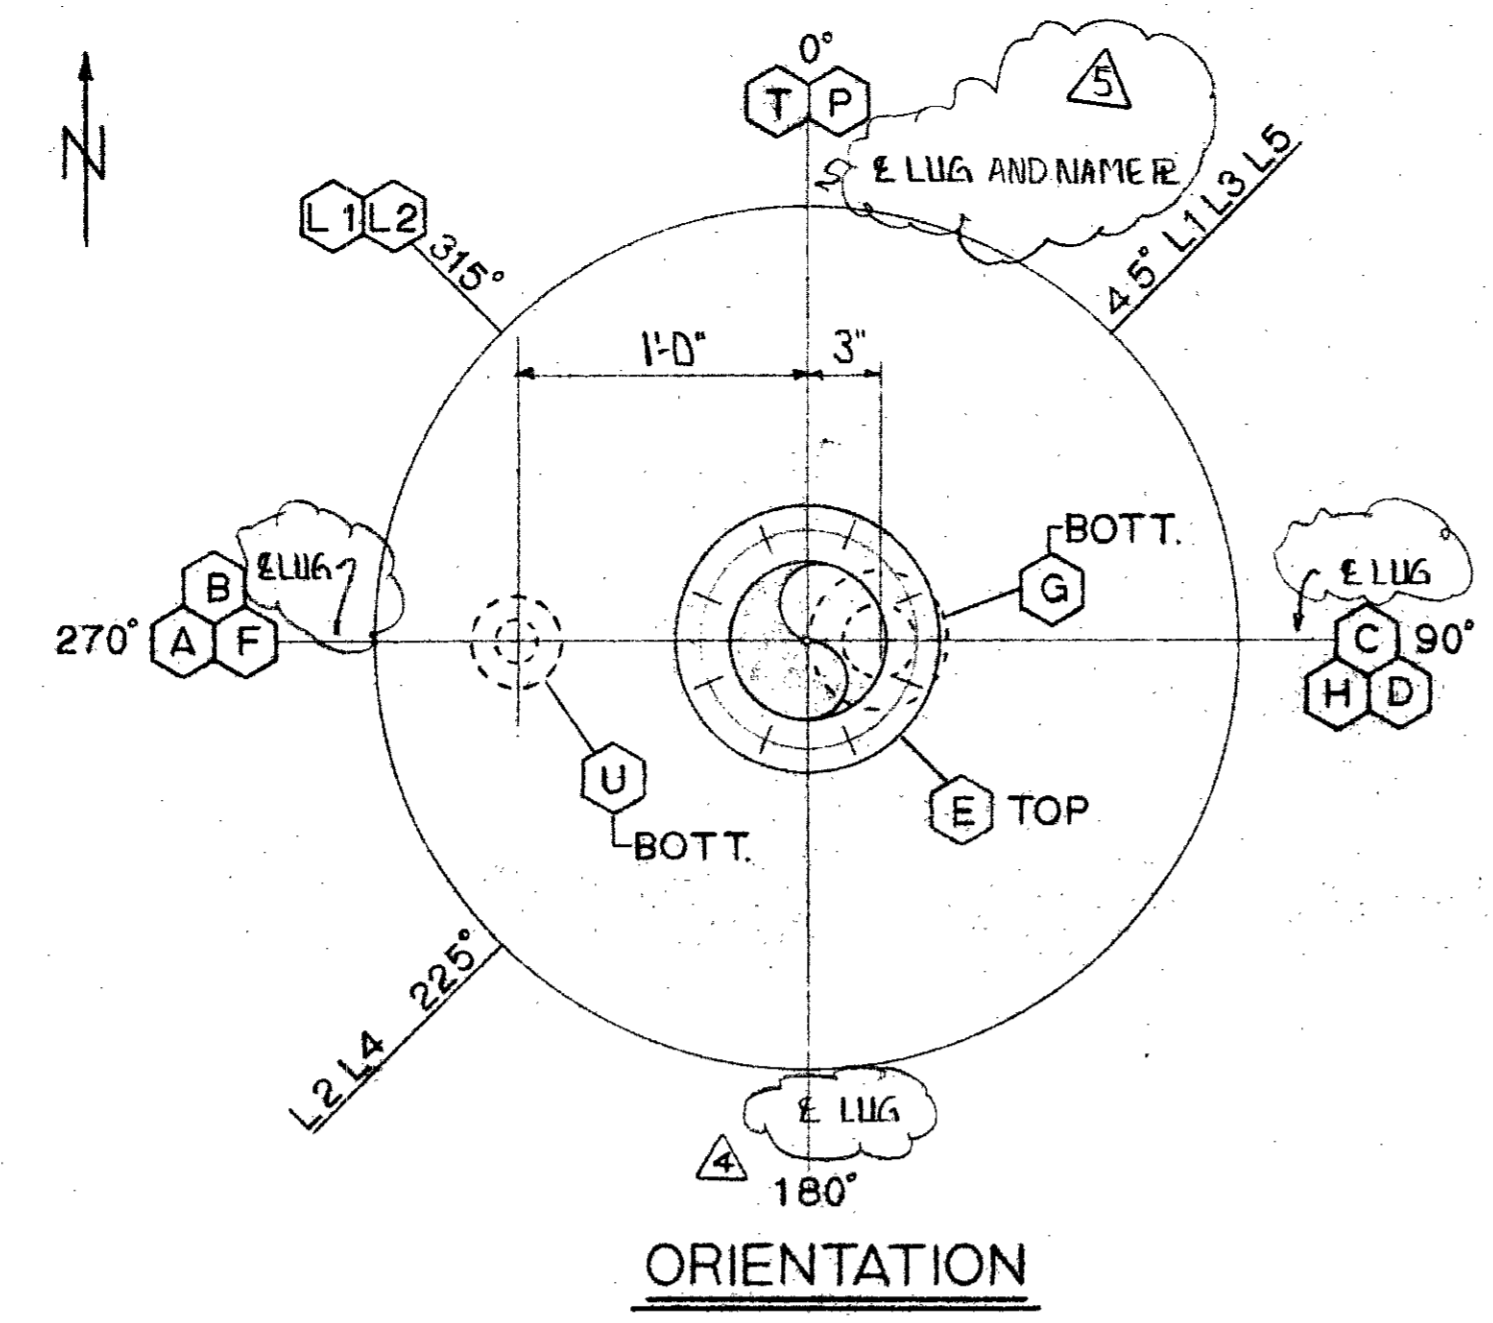 0°
N
T P
5
℄ LUG AND NAME ℙL
L1 L2
315°
45° L1 L3 L5
1'-0"
3"
BOTT.
G
℄ LUG
B
A F
270°
℄ LUG
C 90°
H D
U
BOTT.
E TOP
225°
L2 L4
℄ LUG
4
180°
ORIENTATION